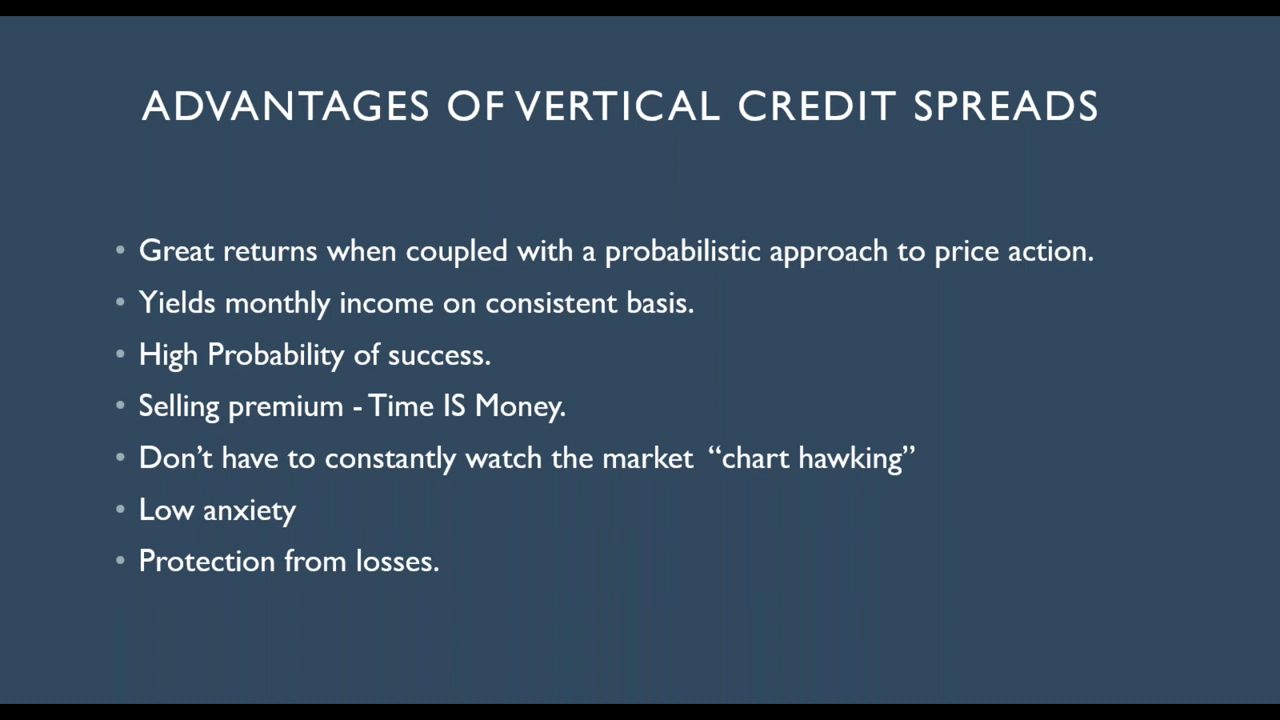 ADVANTAGES OF VERTICAL CREDIT SPREADS
• Great returns when coupled with a probabilistic approach to price action.
• Yields monthly income on consistent basis.
• High Probability of success.
• Selling premium - Time IS Money.
• Don’t have to constantly watch the market “chart hawking”
• Low anxiety
• Protection from losses.